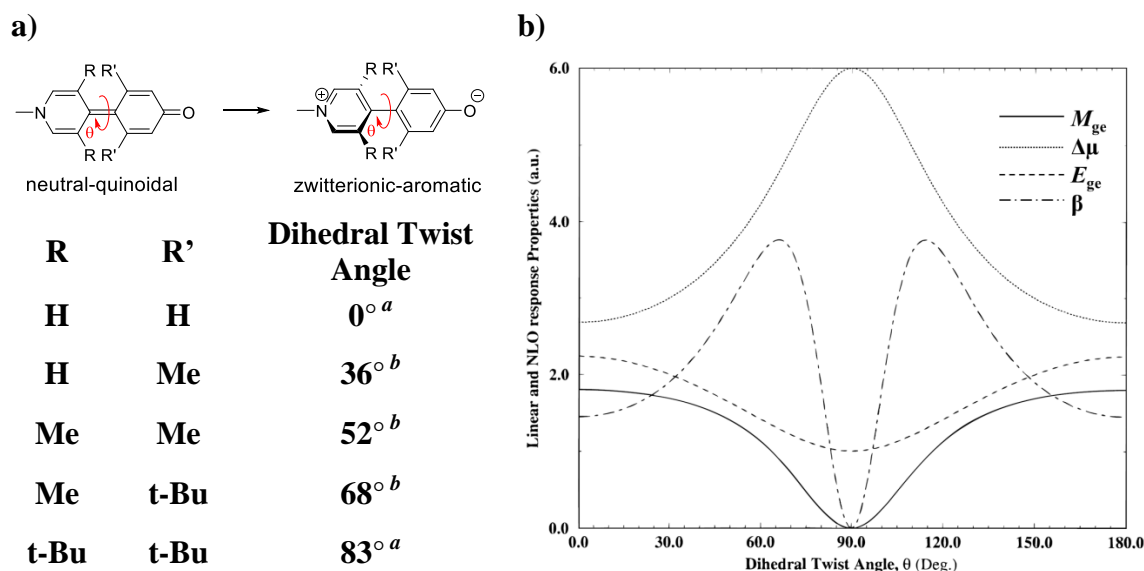 a)
R R'
N
O
θ
R R'
neutral-quinoidal
R R'
⊕
N
O
⊖
θ
R R'
zwitterionic-aromatic
R R’ Dihedral Twist
Angle
H H 0° a
H Me 36° b
Me Me 52° b
Me t-Bu 68° b
t-Bu t-Bu 83° a
b)
Linear and NLO response Properties (a.u.)
6.0
4.0
2.0
0.0
Mge
Δμ
Ege
β
0.0 30.0 60.0 90.0 120.0 150.0 180.0
Dihedral Twist Angle, θ (Deg.)